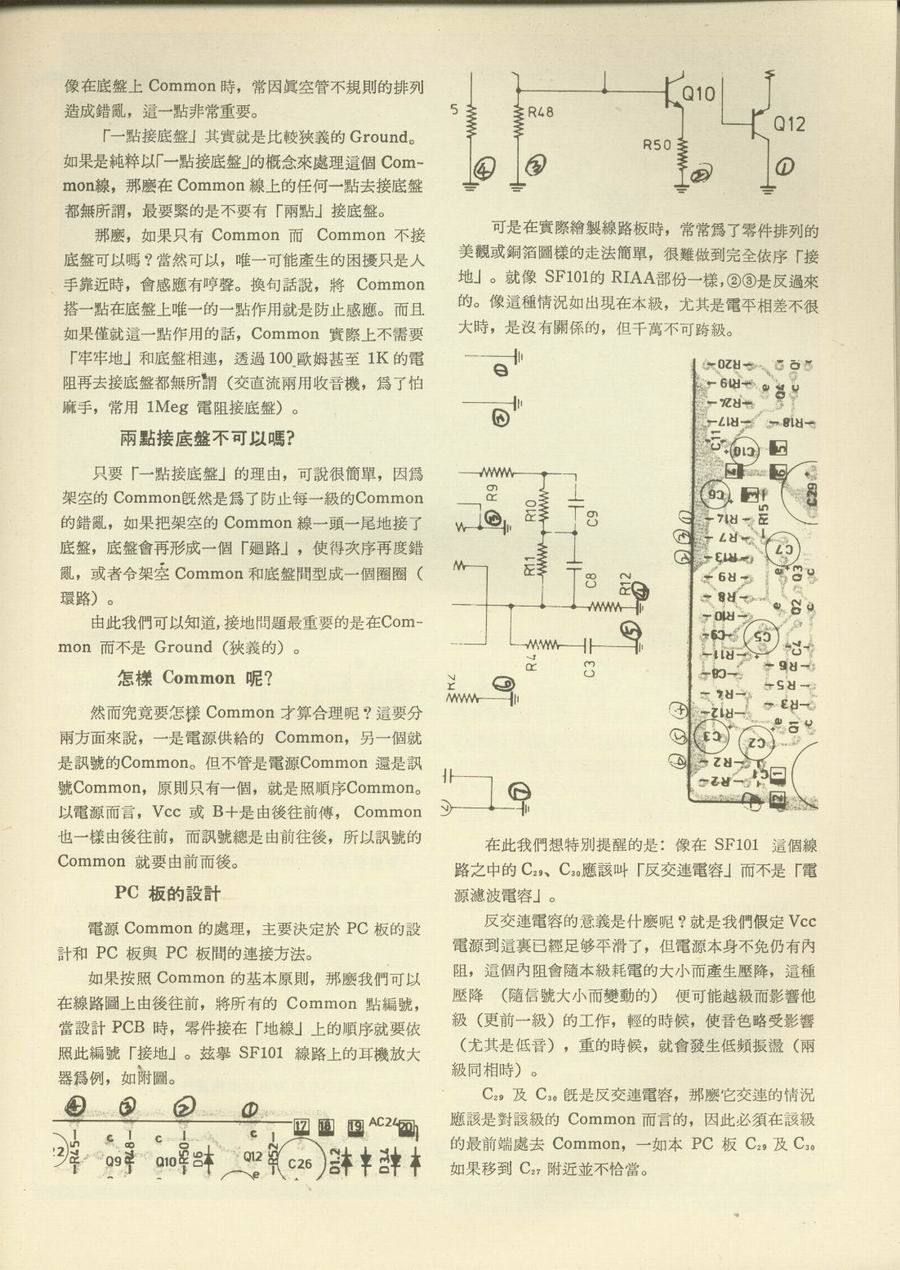 像在底盤上 Common 時，常因眞空管不規則的排列
造成錯亂，這一點非常重要。
「一點接底盤」其實就是比較狹義的 Ground。
如果是純粹以「一點接底盤」的概念來處理這個 Com-
mon線，那麼在 Common 線上的任何一點去接底盤
都無所謂，最要緊的是不要有「兩點」接底盤。
那麼，如果只有 Common 而 Common 不接
底盤可以嗎？當然可以，唯一可能產生的困擾只是人
手靠近時，會感應有哼聲。換句話說，將 Common
搭一點在底盤上唯一的一點作用就是防止感應。而且
如果僅就這一點作用的話，Common 實際上不需要
「牢牢地」和底盤相連，透過 100 歐姆甚至 1K 的電
阻再去接底盤都無所謂（交直流兩用收音機，爲了怕
麻手，常用 1Meg 電阻接底盤）。
兩點接底盤不可以嗎？
只要「一點接底盤」的理由，可說很簡單，因爲
架空的 Common旣然是爲了防止每一級的Common
的錯亂，如果把架空的 Common 線一頭一尾地接了
底盤，底盤會再形成一個「廻路」，使得次序再度錯
亂，或者令架空 Common 和底盤間型成一個圈圈（
環路）。
由此我們可以知道，接地問題最重要的是在Com-
mon 而不是 Ground（狹義的）。
怎樣 Common 呢？
然而究竟要怎樣 Common 才算合理呢？這要分
兩方面來說，一是電源供給的 Common，另一個就
是訊號的Common。但不管是電源Common 還是訊
號Common，原則只有一個，就是照順序Common。
以電源而言，Vcc 或 B＋是由後往前傳， Common
也一樣由後往前，而訊號總是由前往後，所以訊號的
Common 就要由前而後。
PC 板的設計
電源 Common 的處理，主要決定於 PC 板的設
計和 PC 板與 PC 板間的連接方法。
如果按照 Common 的基本原則，那麼我們可以
在線路圖上由後往前，將所有的 Common 點編號，
當設計 PCB 時，零件接在「地線」上的順序就要依
照此編號「接地」。玆舉 SF101 線路上的耳機放大
器爲例，如附圖。
④ ③ ② ①
17 18 19 AC24 20
R45 c Q9 R48 c Q10 R50 D6 c Q12 e R52 C26 D12 D34
5 R48 Q10 R50 Q12
④ ③ ② ①
可是在實際繪製線路板時，常常爲了零件排列的
美觀或銅箔圖樣的走法簡單，很難做到完全依序「接
地」。就像 SF101的 RIAA部份一樣，②③是反過來
的。像這種情況如出現在本級，尤其是電平相差不很
大時，是沒有關係的，但千萬不可跨級。
①
②
R9 ③ R10 C9
R11 C8 R12 ④
R4 C3 ⑤
R2 ⑥
⑦
R20 Q1
R19 e Q4 c
R24
R17 R18
C11 C10 5
4 6
C6 3 R15 C29
R14
R7 C7
R13
R9 e Q3 c
R8
R10 e Q2 c
C9 C5
R11 C4
C8 R6
R4 R5
R12 R3
C3 C2 e Q1 c
R2 C1 1
2
在此我們想特別提醒的是：像在 SF101 這個線
路之中的 C₂₉、C₃₀應該叫「反交連電容」而不是「電
源濾波電容」。
反交連電容的意義是什麼呢？就是我們假定 Vcc
電源到這裏已經足够平滑了，但電源本身不免仍有內
阻，這個內阻會隨本級耗電的大小而產生壓降，這種
壓降 （隨信號大小而變動的） 便可能越級而影響他
級（更前一級）的工作，輕的時候，使音色略受影響
（尤其是低音），重的時候，就會發生低頻振盪（兩
級同相時）。
C₂₉ 及 C₃₀ 旣是反交連電容，那麼它交連的情況
應該是對該級的 Common 而言的，因此必須在該級
的最前端處去 Common，一如本 PC 板 C₂₉ 及 C₃₀
如果移到 C₂₇ 附近並不恰當。